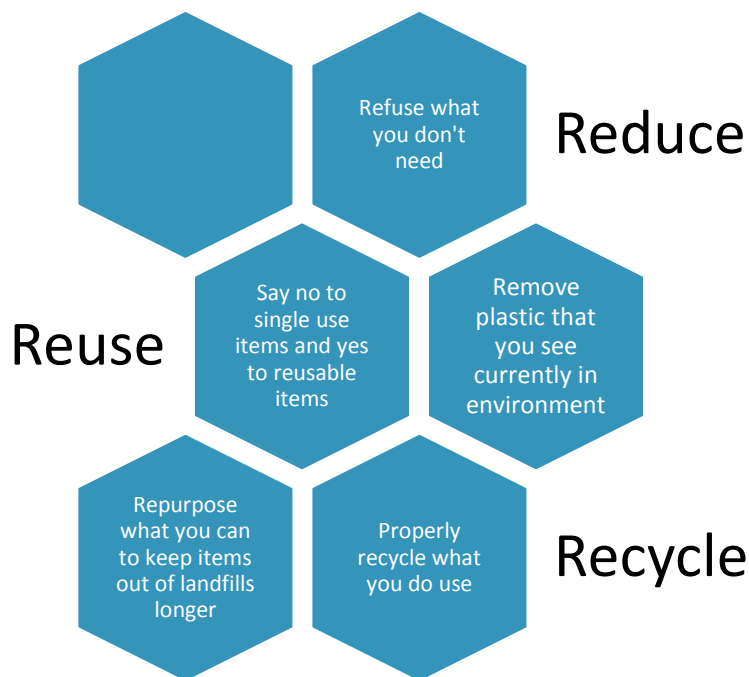 Refuse what
you don't
need
Reduce
Reuse
Say no to
single use
items and yes
to reusable
items
Remove
plastic that
you see
currently in
environment
Repurpose
what you can
to keep items
out of landfills
longer
Properly
recycle what
you do use
Recycle